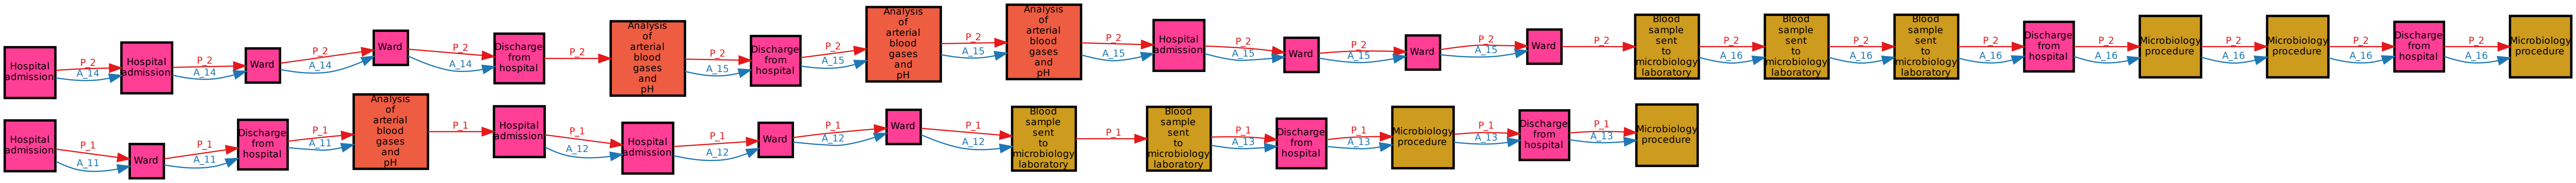 Hospital
admission
P_2
A_14
Hospital
admission
P_2
A_14
Ward
P_2
A_14
Ward
P_2
A_14
Discharge
from
hospital
P_2
Analysis
of
arterial
blood
gases
and
pH
P_2
A_15
Discharge
from
hospital
P_2
A_15
Analysis
of
arterial
blood
gases
and
pH
P_2
A_15
Analysis
of
arterial
blood
gases
and
pH
P_2
A_15
Hospital
admission
P_2
A_15
Ward
P_2
A_15
Ward
P_2
A_15
Ward
P_2
Blood
sample
sent
to
microbiology
laboratory
P_2
A_16
Blood
sample
sent
to
microbiology
laboratory
P_2
A_16
Blood
sample
sent
to
microbiology
laboratory
P_2
A_16
Discharge
from
hospital
P_2
A_16
Microbiology
procedure
P_2
A_16
Microbiology
procedure
P_2
A_16
Discharge
from
hospital
P_2
A_16
Microbiology
procedure
Hospital
admission
P_1
A_11
Ward
P_1
A_11
Discharge
from
hospital
P_1
A_11
Analysis
of
arterial
blood
gases
and
pH
P_1
Hospital
admission
P_1
A_12
Hospital
admission
P_1
A_12
Ward
P_1
A_12
Ward
P_1
A_12
Blood
sample
sent
to
microbiology
laboratory
P_1
Blood
sample
sent
to
microbiology
laboratory
P_1
A_13
Discharge
from
hospital
P_1
A_13
Microbiology
procedure
P_1
A_13
Discharge
from
hospital
P_1
A_13
Microbiology
procedure